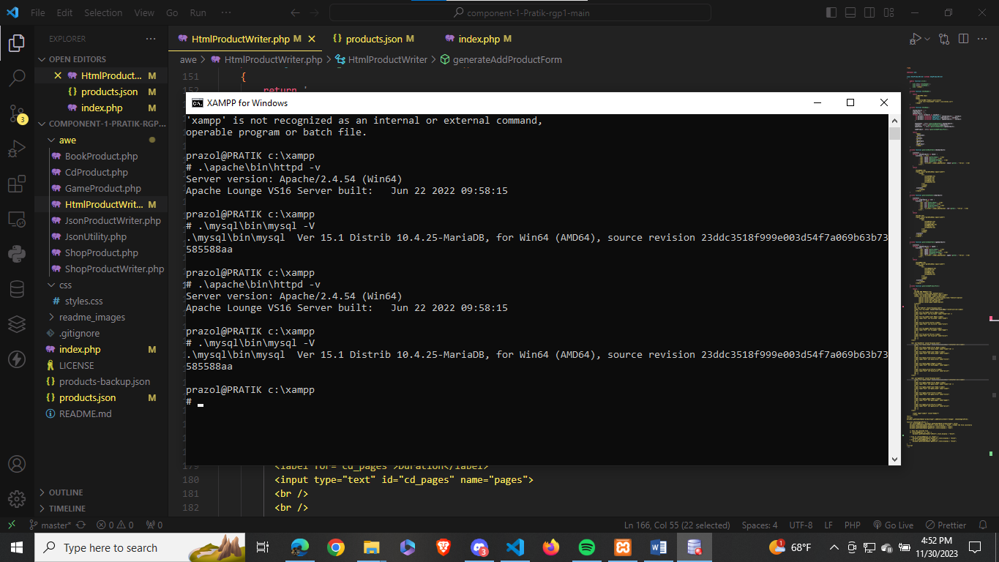 File Edit Selection View Go Run ···
component-1-Pratik-rgp1-main
EXPLORER ···
HtmlProductWriter.php M
{} products.json M
index.php M
awe > HtmlProductWriter.php > HtmlProductWriter > generateAddProductForm
OPEN EDITORS
HtmlProduct... M
{} products.json M
index.php M
COMPONENT-1-PRATIK-RGP...
awe
BookProduct.php
CdProduct.php
GameProduct.php
HtmlProductWrit... M
JsonProductWriter.php
JsonUtility.php
ShopProduct.php
ShopProductWriter.php
css
# styles.css
readme_images
.gitignore
index.php M
LICENSE
{} products-backup.json
{} products.json M
README.md
OUTLINE
TIMELINE
3
151 {
152 return '
XAMPP for Windows
'xampp' is not recognized as an internal or external command,
operable program or batch file.
prazol@PRATIK c:\xampp
# .\apache\bin\httpd -v
Server version: Apache/2.4.54 (Win64)
Apache Lounge VS16 Server built:   Jun 22 2022 09:58:15
prazol@PRATIK c:\xampp
# .\mysql\bin\mysql -V
.\mysql\bin\mysql  Ver 15.1 Distrib 10.4.25-MariaDB, for Win64 (AMD64), source revision 23ddc3518f999e003d54f7a069b63b73
585588aa
prazol@PRATIK c:\xampp
# .\apache\bin\httpd -v
Server version: Apache/2.4.54 (Win64)
Apache Lounge VS16 Server built:   Jun 22 2022 09:58:15
prazol@PRATIK c:\xampp
# .\mysql\bin\mysql -V
.\mysql\bin\mysql  Ver 15.1 Distrib 10.4.25-MariaDB, for Win64 (AMD64), source revision 23ddc3518f999e003d54f7a069b63b73
585588aa
prazol@PRATIK c:\xampp
#
179 <label for="cd_pages">Duration</label>
180 <input type="text" id="cd_pages" name="pages">
181 <br />
182 <br />
master* 0 0 0
Ln 166, Col 55 (22 selected) Spaces: 4 UTF-8 LF PHP Go Live Prettier
Type here to search
3
1 68°F
4:52 PM
11/30/2023